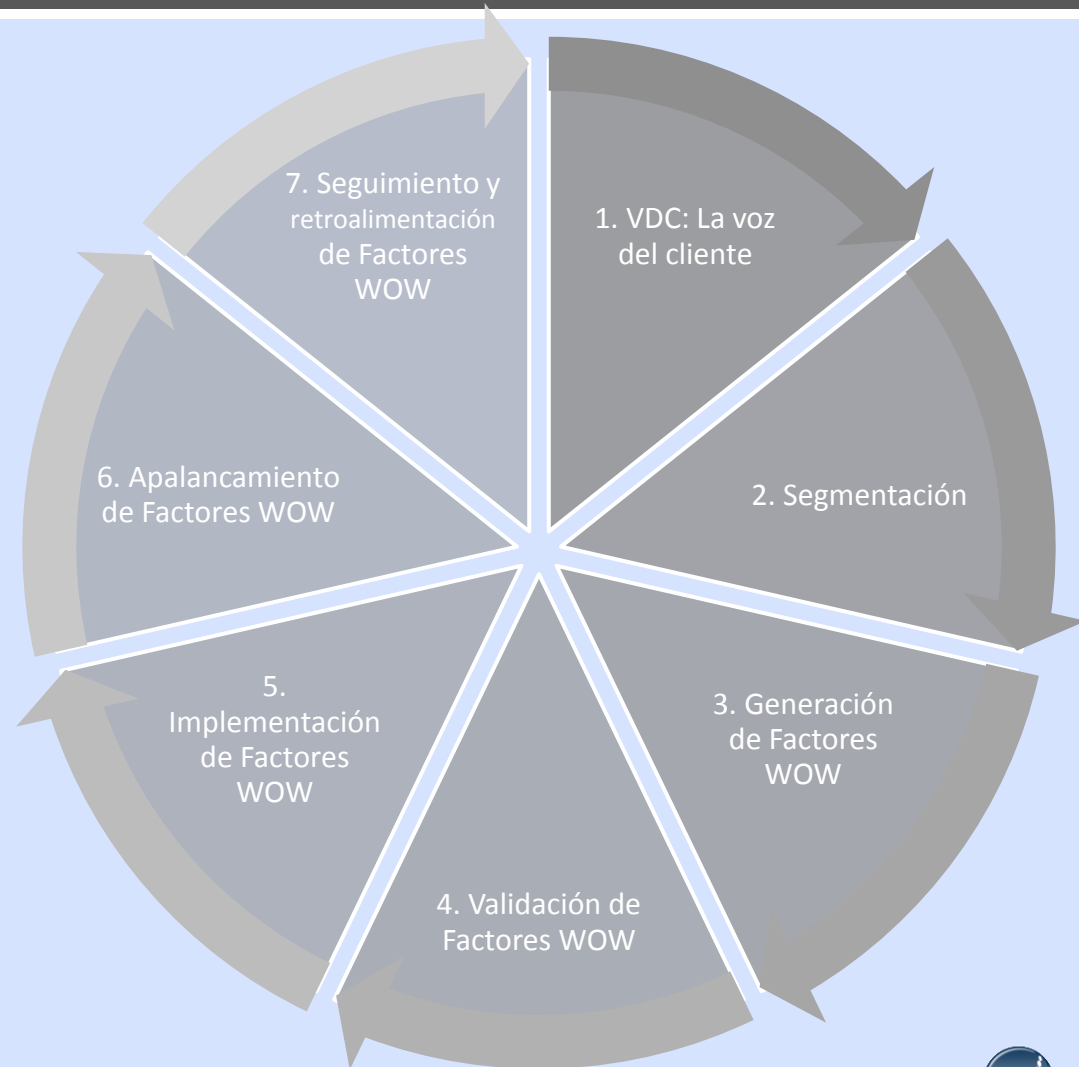 1. VDC: La voz
del cliente
2. Segmentación
3. Generación
de Factores
WOW
4. Validación de
Factores WOW
5.
Implementación
de Factores
WOW
6. Apalancamiento
de Factores WOW
7. Seguimiento y
retroalimentación
de Factores
WOW